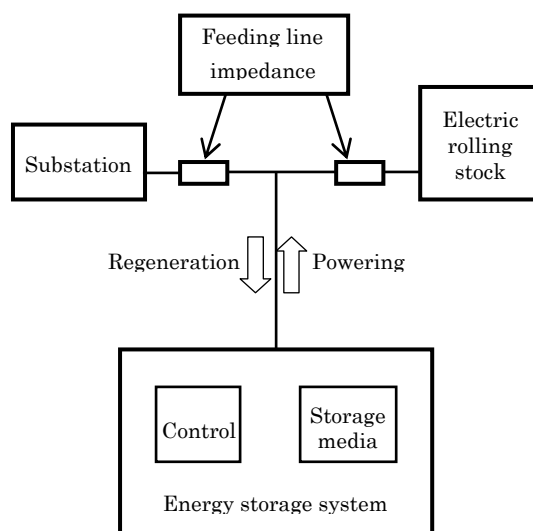 Feeding line
impedance
Substation
Electric
rolling
stock
Regeneration
Powering
Control
Storage
media
Energy storage system